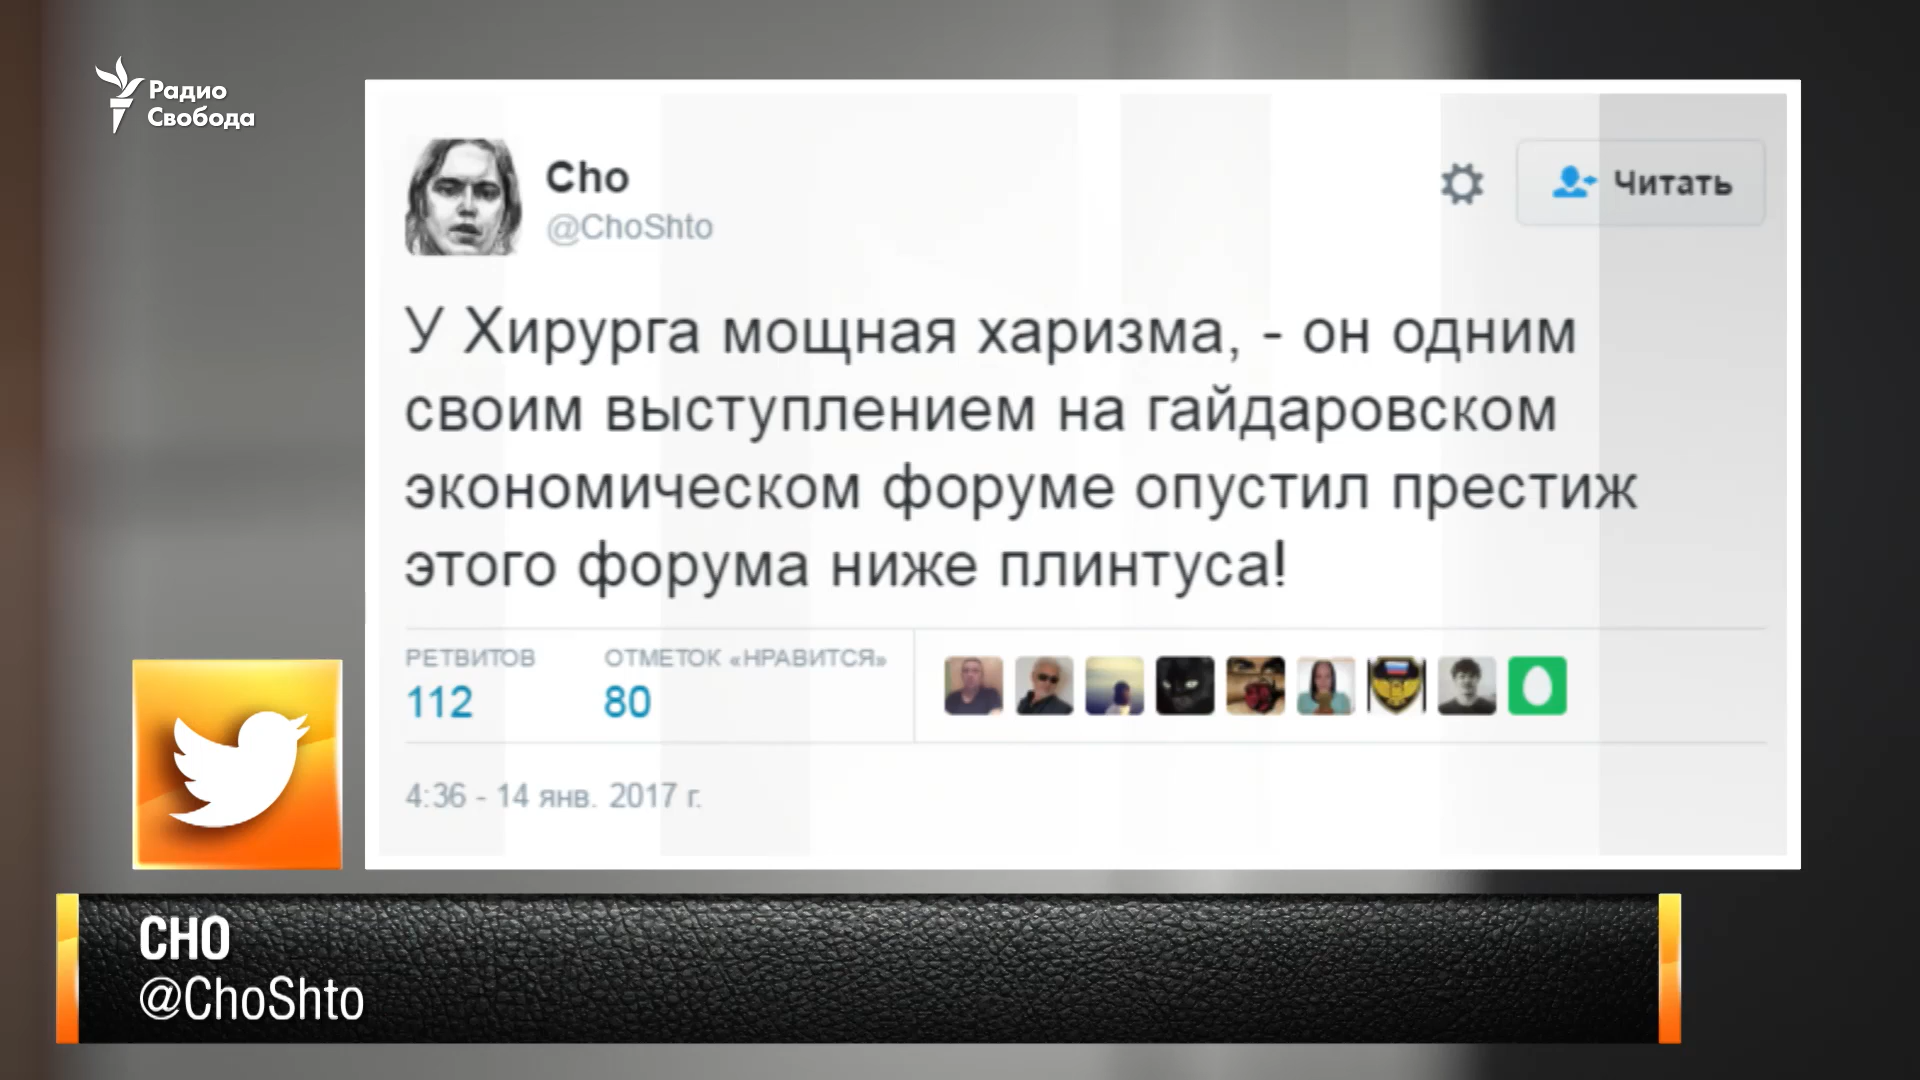 Радио
Свобода
Cho
@ChoShto
Читать
У Хирурга мощная харизма, - он одним
своим выступлением на гайдаровском
экономическом форуме опустил престиж
этого форума ниже плинтуса!
РЕТВИТОВ
112
ОТМЕТОК «НРАВИТСЯ»
80
4:36 - 14 янв. 2017 г.
CHO
@ChoShto